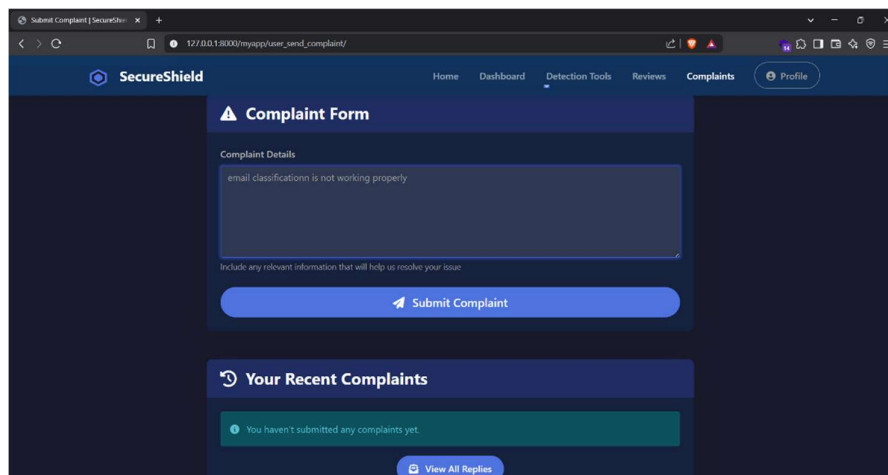 Submit Complaint | SecureShie
127.0.0.1:8000/myapp/user_send_complaint/
14
SecureShield
Home Dashboard Detection Tools Reviews Complaints Profile
Complaint Form
Complaint Details
email classificationn is not working properly
Include any relevant information that will help us resolve your issue
Submit Complaint
Your Recent Complaints
You haven't submitted any complaints yet.
View All Replies